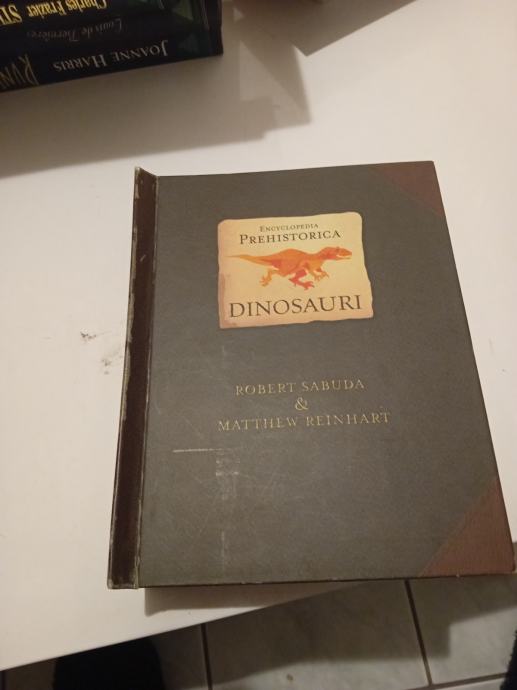 Charles Frazier
Louis de Bernières
JOANNE HARRIS
ENCYCLOPEDIA
PREHISTORICA
DINOSAURI
ROBERT SABUDA
&
MATTHEW REINHART